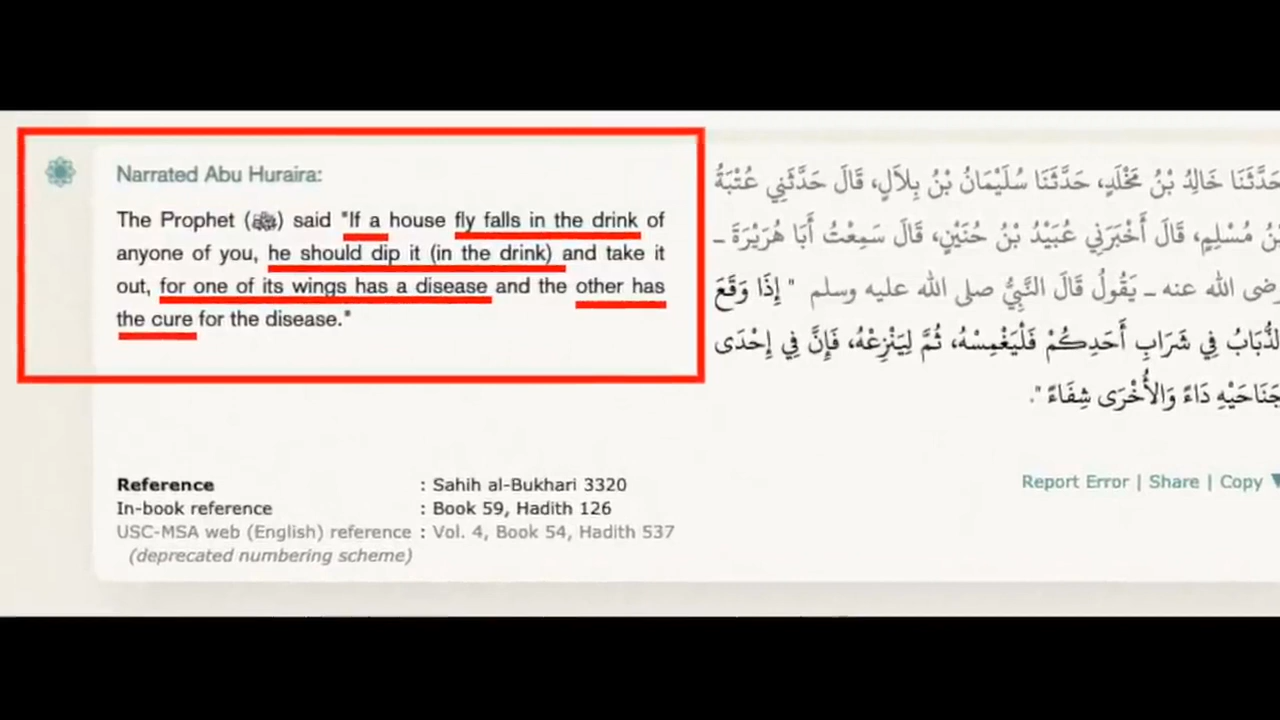 Narrated Abu Huraira:
The Prophet (ﷺ) said "If a house fly falls in the drink of
anyone of you, he should dip it (in the drink) and take it
out, for one of its wings has a disease and the other has
the cure for the disease."
حَدَّثَنَا خَالِدُ بْنُ مَخْلَدٍ، حَدَّثَنَا سُلَيْمَانُ بْنُ بِلاَلٍ، قَالَ حَدَّثَنِي عُتْبَةُ
بْنُ مُسْلِمٍ، قَالَ أَخْبَرَنِي عُبَيْدُ بْنُ حُنَيْنٍ، قَالَ سَمِعْتُ أَبَا هُرَيْرَةَ ـ
رضى الله عنه ـ يَقُولُ قَالَ النَّبِيُّ صلى الله عليه وسلم " إِذَا وَقَعَ
الذُّبَابُ فِي شَرَابِ أَحَدِكُمْ فَلْيَغْمِسْهُ، ثُمَّ لِيَنْزِعْهُ، فَإِنَّ فِي إِحْدَى
جَنَاحَيْهِ دَاءً وَالأُخْرَى شِفَاءً ".
Reference : Sahih al-Bukhari 3320
In-book reference : Book 59, Hadith 126
USC-MSA web (English) reference : Vol. 4, Book 54, Hadith 537
(deprecated numbering scheme)
Report Error | Share | Copy ▼